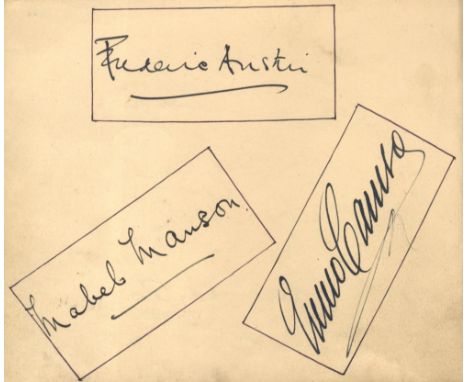 Frederic Austin
Mabel Manson.
Enrico Caruso